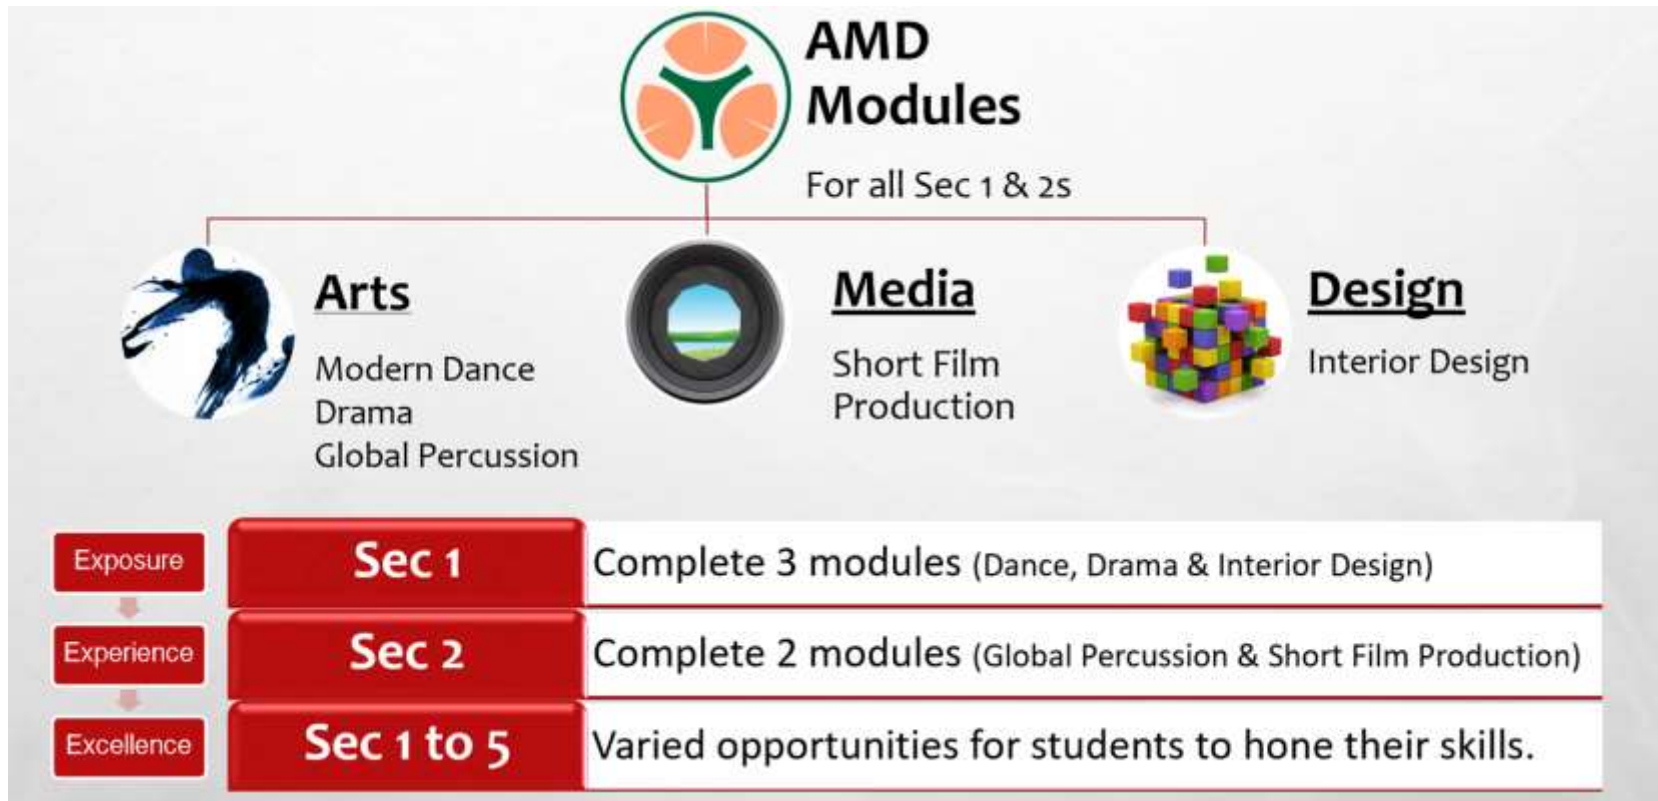 AMD
Modules
For all Sec 1 & 2s
Arts
Modern Dance
Drama
Global Percussion
Media
Short Film
Production
Design
Interior Design
Exposure
Sec 1
Complete 3 modules (Dance, Drama & Interior Design)
Experience
Sec 2
Complete 2 modules (Global Percussion & Short Film Production)
Excellence
Sec 1 to 5
Varied opportunities for students to hone their skills.